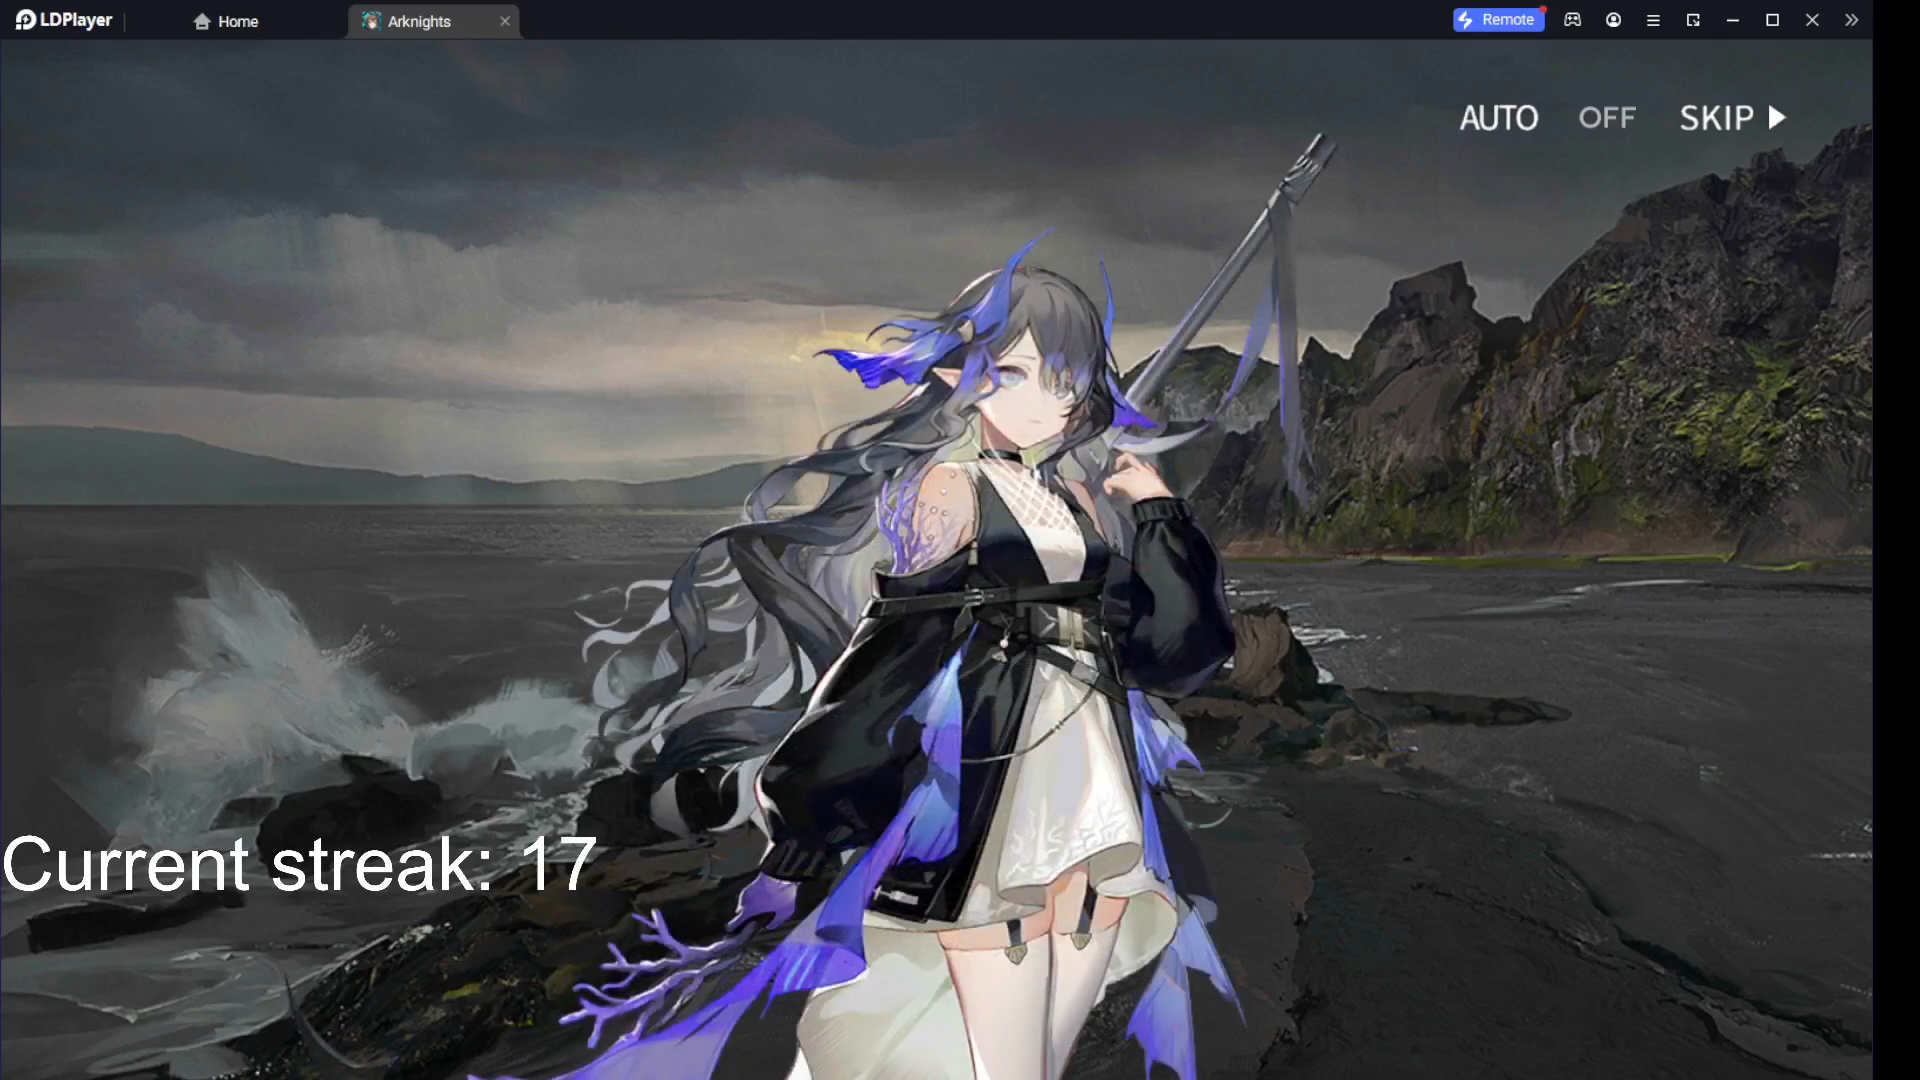 LDPlayer
Home
Arknights
Remote
AUTO OFF SKIP
Current streak: 17